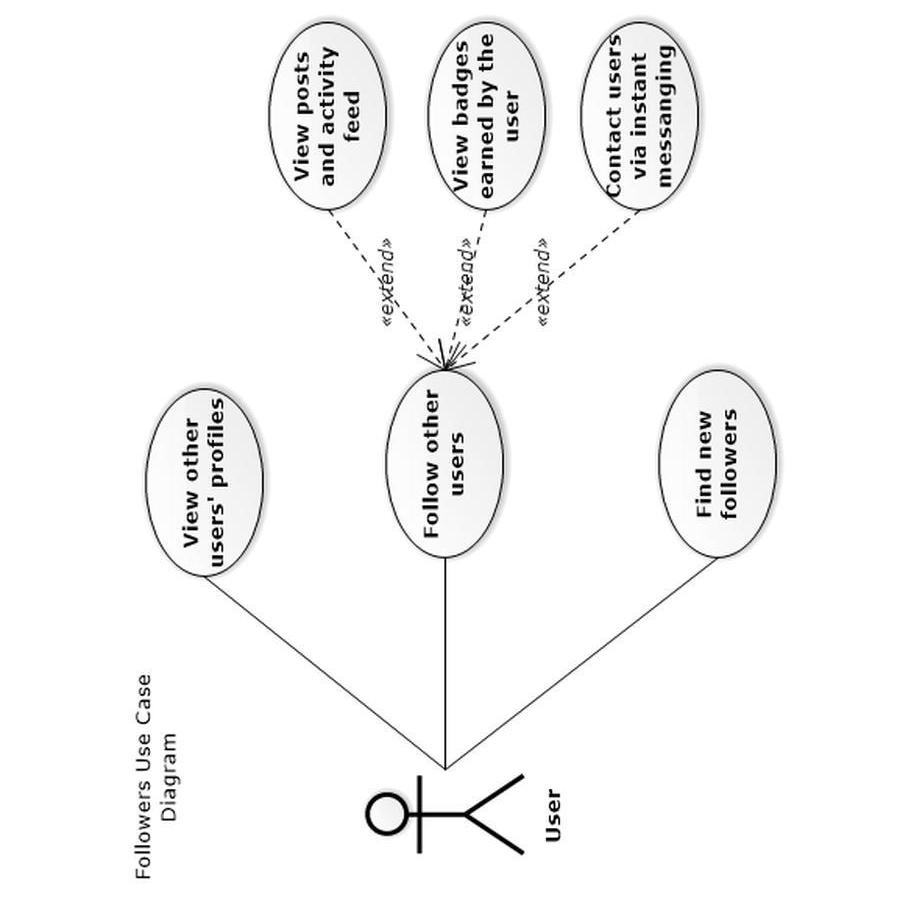 Followers Use Case
Diagram
User
View other
users' profiles
Follow other
users
Find new
followers
«extend»
«extend»
«extend»
View posts
and activity
feed
View badges
earned by the
user
Contact users
via instant
messanging